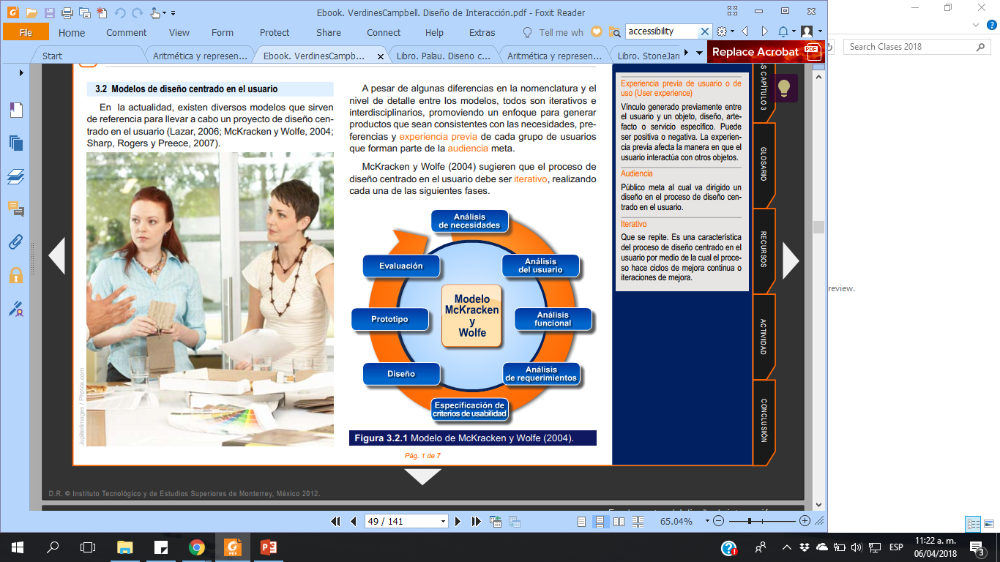 Ebook. VerdinesCampbell. Diseño de Interacción.pdf - Foxit Reader
File Home Comment View Form Protect Share Connect Help Extras Tell me wh accessibility
Search Clases 2018
Start Aritmética y represen... Ebook. VerdinesCampb... Libro. Palau. Diseno c... Aritmética y represen... Libro. StoneJar
Replace Acrobat
PDF
3.2 Modelos de diseño centrado en el usuario
En la actualidad, existen diversos modelos que sirven
de referencia para llevar a cabo un proyecto de diseño cen-
trado en el usuario (Lazar, 2006; McKracken y Wolfe, 2004;
Sharp, Rogers y Preece, 2007).
Jupiterimages / Photos.com
A pesar de algunas diferencias en la nomenclatura y el
nivel de detalle entre los modelos, todos son iterativos e
interdisciplinarios, promoviendo un enfoque para generar
productos que sean consistentes con las necesidades, pre-
ferencias y experiencia previa de cada grupo de usuarios
que forman parte de la audiencia meta.
McKracken y Wolfe (2004) sugieren que el proceso de
diseño centrado en el usuario debe ser iterativo, realizando
cada una de las siguientes fases.
Análisis
de necesidades
Análisis
del usuario
Análisis
funcional
Análisis
de requerimientos
Especificación de
criterios de usabilidad
Diseño
Prototipo
Evaluación
Modelo
McKracken
y
Wolfe
Figura 3.2.1 Modelo de McKracken y Wolfe (2004).
Pág. 1 de 7
Experiencia previa de usuario o de
uso (User experience)
Vínculo generado previamente entre
el usuario y un objeto, diseño, arte-
facto o servicio específico. Puede
ser positiva o negativa. La experien-
cia previa afecta la manera en que el
usuario interactúa con otros objetos.
Audiencia
Público meta al cual va dirigido un
diseño en el proceso de diseño cen-
trado en el usuario.
Iterativo
Que se repite. Es una característica
del proceso de diseño centrado en el
usuario por medio de la cual el proce-
so hace ciclos de mejora continua o
iteraciones de mejora.
AS CAPÍTULO 3
GLOSARIO
RECURSOS
ACTIVIDAD
CONCLUSIÓN
review.
D.R. © Instituto Tecnológico y de Estudios Superiores de Monterrey, México 2012.
49 / 141
65.04%
ESP
11:22 a. m.
06/04/2018
3